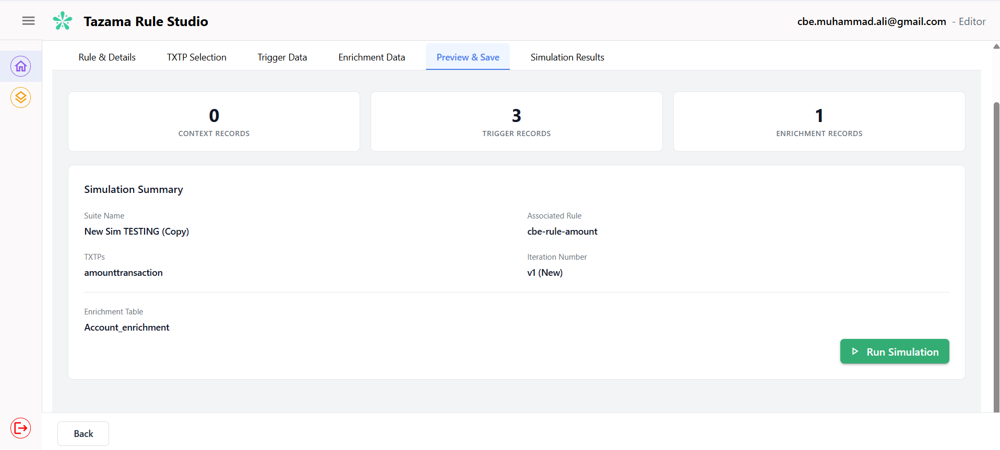 Tazama Rule Studio
cbe.muhammad.ali@gmail.com - Editor
Rule & Details
TXTP Selection
Trigger Data
Enrichment Data
Preview & Save
Simulation Results
0
CONTEXT RECORDS
3
TRIGGER RECORDS
1
ENRICHMENT RECORDS
Simulation Summary
Suite Name
New Sim TESTING (Copy)
Associated Rule
cbe-rule-amount
TXTPs
amounttransaction
Iteration Number
v1 (New)
Enrichment Table
Account_enrichment
Run Simulation
Back